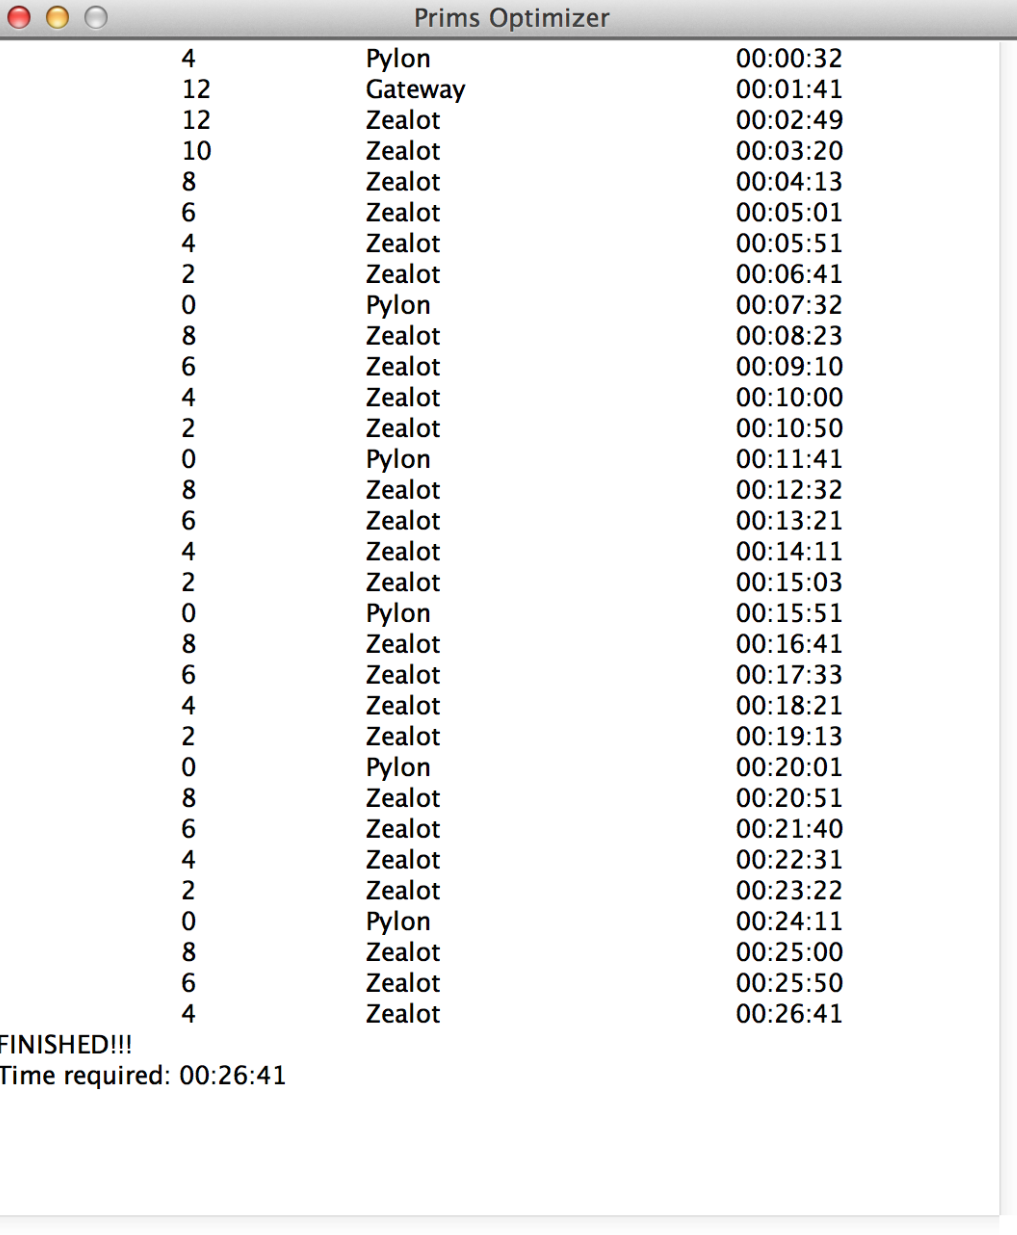 Prims Optimizer
4 Pylon 00:00:32
12 Gateway 00:01:41
12 Zealot 00:02:49
10 Zealot 00:03:20
8 Zealot 00:04:13
6 Zealot 00:05:01
4 Zealot 00:05:51
2 Zealot 00:06:41
0 Pylon 00:07:32
8 Zealot 00:08:23
6 Zealot 00:09:10
4 Zealot 00:10:00
2 Zealot 00:10:50
0 Pylon 00:11:41
8 Zealot 00:12:32
6 Zealot 00:13:21
4 Zealot 00:14:11
2 Zealot 00:15:03
0 Pylon 00:15:51
8 Zealot 00:16:41
6 Zealot 00:17:33
4 Zealot 00:18:21
2 Zealot 00:19:13
0 Pylon 00:20:01
8 Zealot 00:20:51
6 Zealot 00:21:40
4 Zealot 00:22:31
2 Zealot 00:23:22
0 Pylon 00:24:11
8 Zealot 00:25:00
6 Zealot 00:25:50
4 Zealot 00:26:41
FINISHED!!!
Time required: 00:26:41